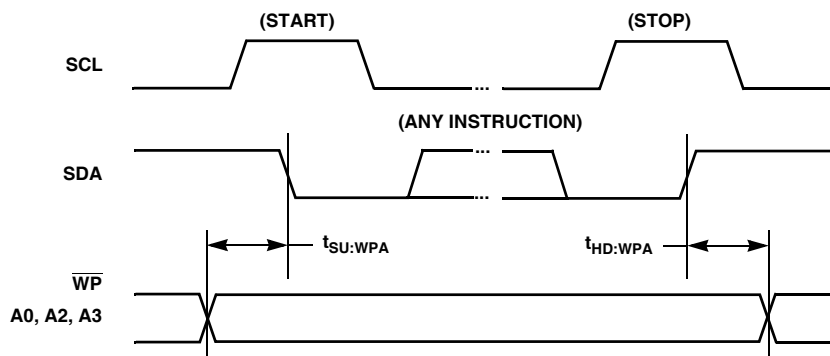 (START)
(STOP)
SCL
...
(ANY INSTRUCTION)
SDA
...
...
tSU:WPA
tHD:WPA
WP
A0, A2, A3